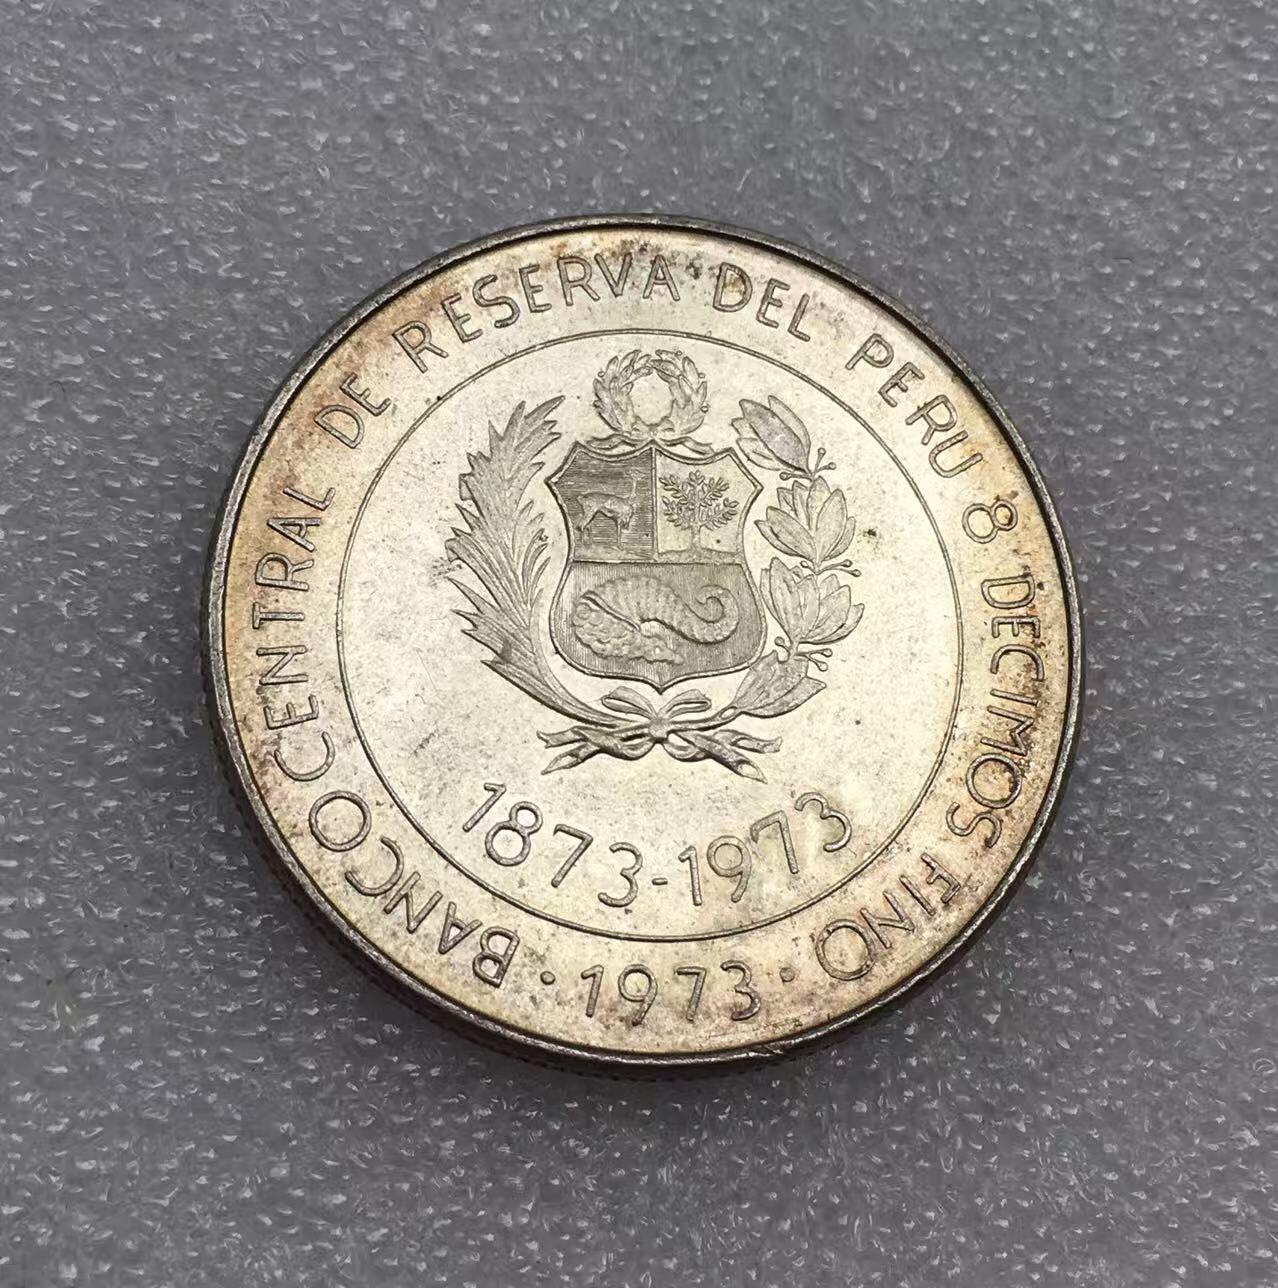 BANCO CENTRAL DE RESERVA DEL PERU 8 DECIMOS FINO
1873-1973
· 1973 ·